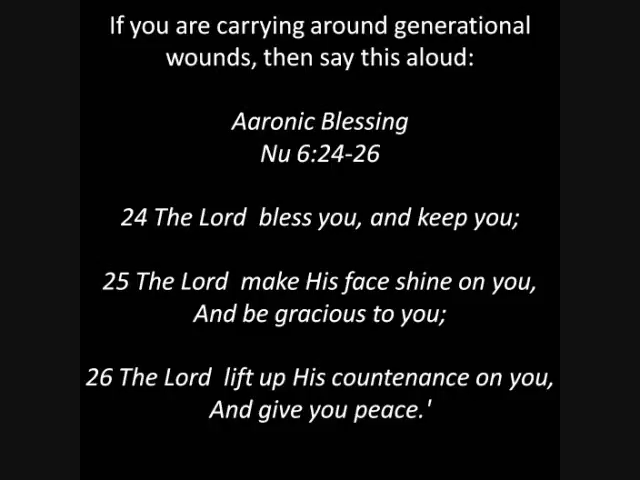 If you are carrying around generational
wounds, then say this aloud:
Aaronic Blessing
Nu 6:24-26
24 The Lord  bless you, and keep you;
25 The Lord  make His face shine on you,
And be gracious to you;
26 The Lord  lift up His countenance on you,
And give you peace.'